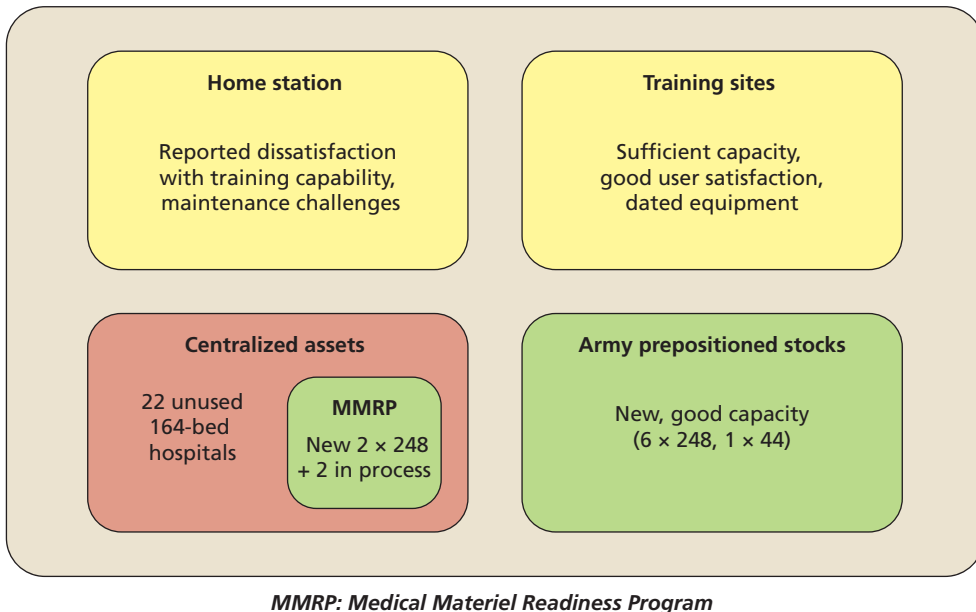 Home station
Reported dissatisfaction
with training capability,
maintenance challenges
Training sites
Sufficient capacity,
good user satisfaction,
dated equipment
Centralized assets
22 unused
164-bed
hospitals
MMRP
New 2 × 248
+ 2 in process
Army prepositioned stocks
New, good capacity
(6 × 248, 1 × 44)
MMRP: Medical Materiel Readiness Program